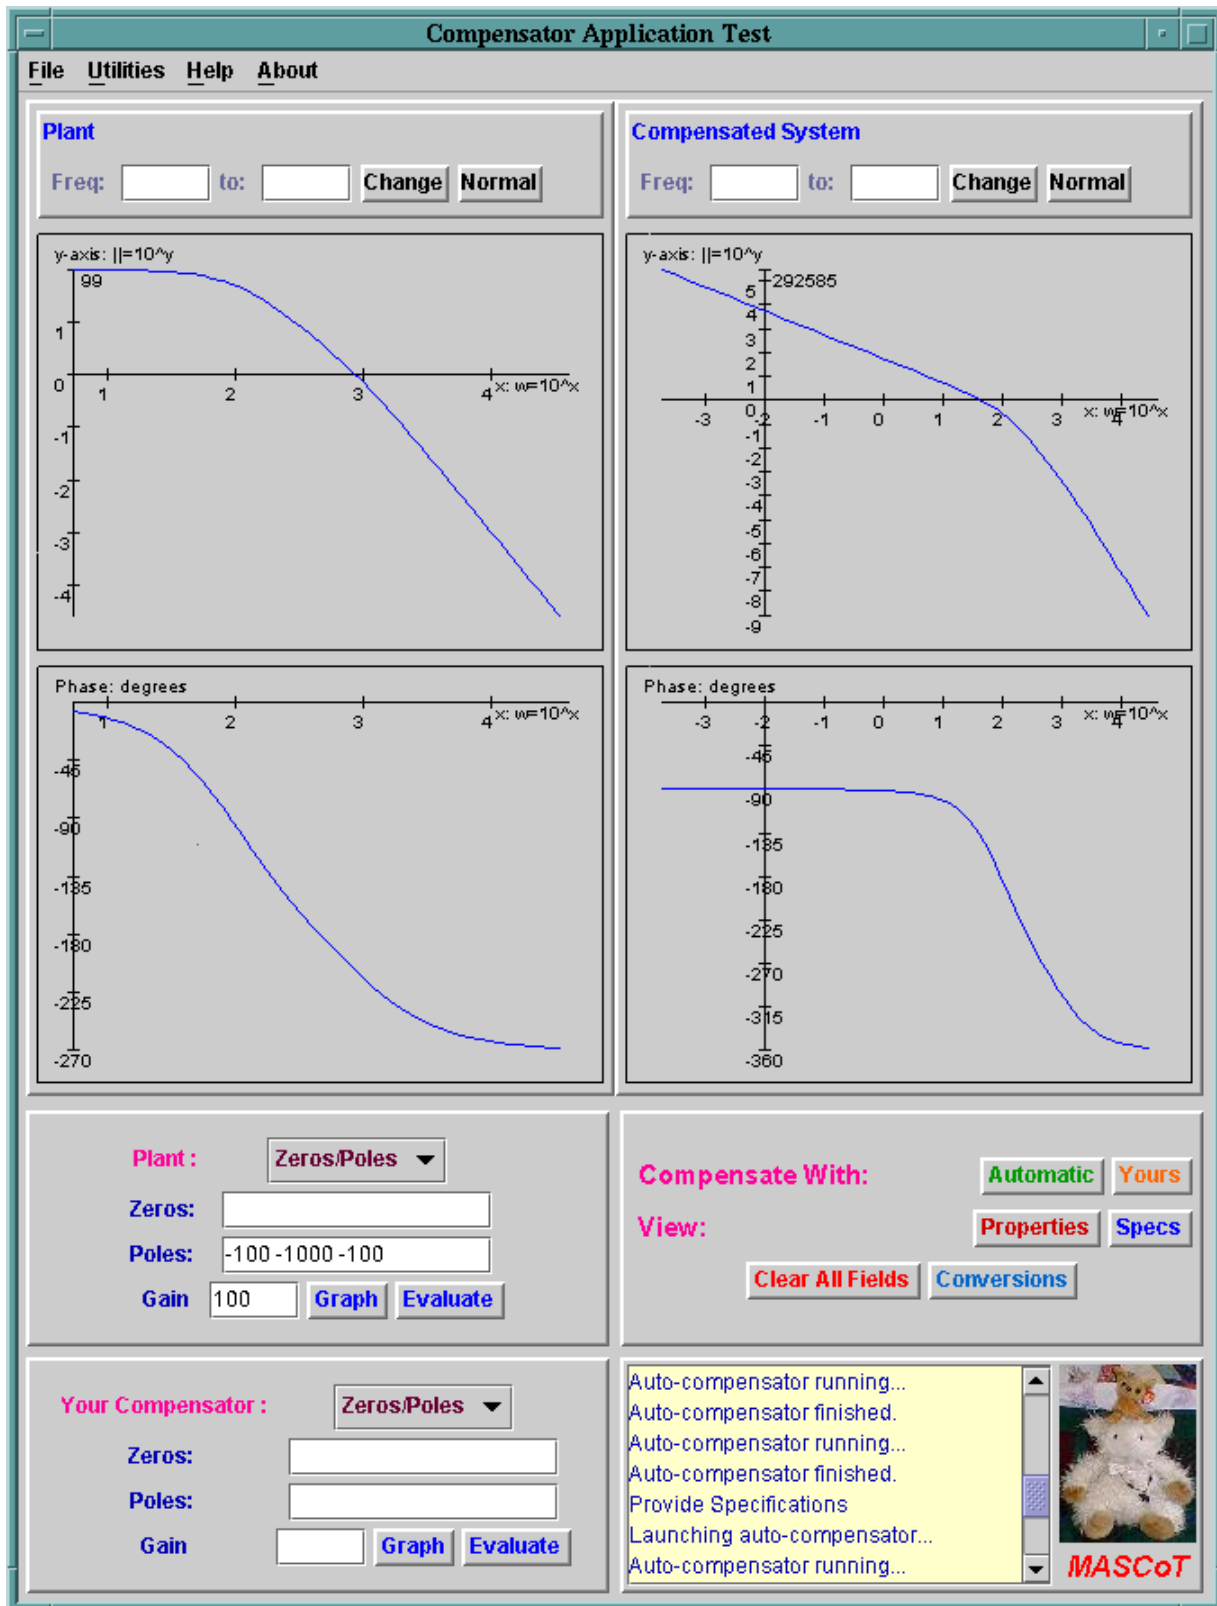 Compensator Application Test
File Utilities Help About
Plant
Freq: to: Change Normal
y-axis: ||=10^y
99
1
0
-1
-2
-3
-4
1 2 3 4 x: w=10^x
Phase: degrees
1 2 3 4 x: w=10^x
-45
-90
-135
-180
-225
-270
Compensated System
Freq: to: Change Normal
y-axis: ||=10^y
292585
5
4
3
2
1
0
-1
-2
-3
-4
-5
-6
-7
-8
-9
-3 -2 -1 0 1 2 3 4 x: w=10^x
Phase: degrees
-3 -2 -1 0 1 2 3 4 x: w=10^x
-45
-90
-135
-180
-225
-270
-315
-360
Plant : Zeros/Poles
Zeros:
Poles: -100 -1000 -100
Gain 100 Graph Evaluate
Compensate With: Automatic Yours
View: Properties Specs
Clear All Fields Conversions
Your Compensator : Zeros/Poles
Zeros:
Poles:
Gain Graph Evaluate
Auto-compensator running...
Auto-compensator finished.
Auto-compensator running...
Auto-compensator finished.
Provide Specifications
Launching auto-compensator...
Auto-compensator running...
MASCoT